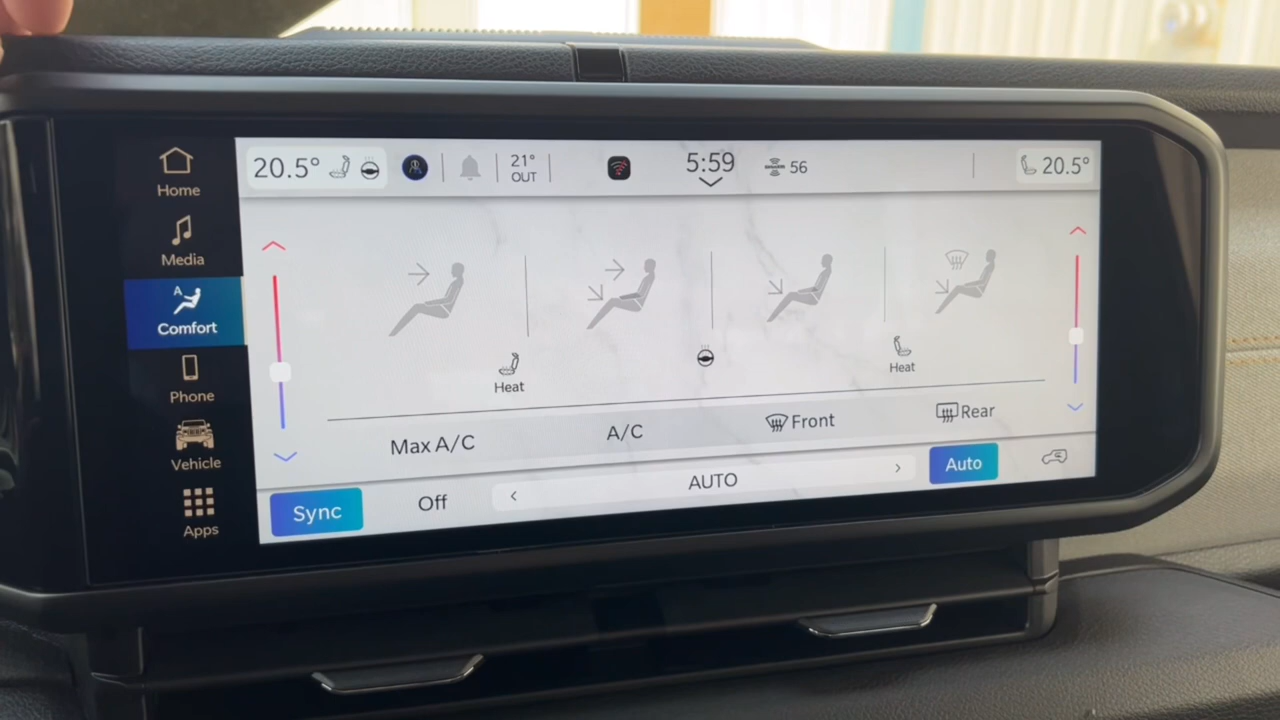 Home
Media
A
Comfort
Phone
Vehicle
Apps
20.5°
21°
OUT
5:59
56
20.5°
Heat
Heat
Max A/C
A/C
Front
Rear
Sync
Off
AUTO
Auto